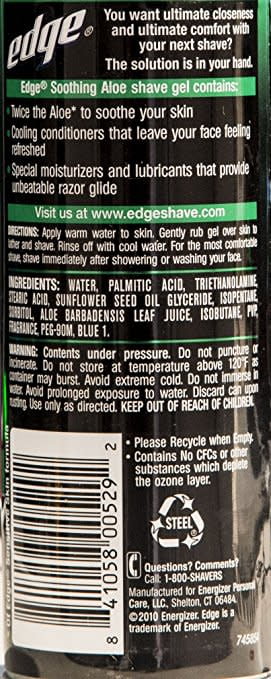 edge®
You want ultimate closeness
and ultimate comfort with
your next shave?
The solution is in your hand.
Edge® Soothing Aloe shave gel contains:
• Twice the Aloe* to soothe your skin
• Cooling conditioners that leave your face feeling
refreshed
• Special moisturizers and lubricants that provide
unbeatable razor glide
Visit us at www.edgeshave.com
DIRECTIONS: Apply warm water to skin. Gently rub gel over skin to
lather and shave. Rinse off with cool water. For the most comfortable
shave, shave immediately after showering or washing your face.
INGREDIENTS: WATER, PALMITIC ACID, TRIETHANOLAMINE,
STEARIC ACID, SUNFLOWER SEED OIL GLYCERIDE, ISOPENTANE,
SORBITOL, ALOE BARBADENSIS LEAF JUICE, ISOBUTANE, PVP,
FRAGRANCE, PEG-90M, BLUE 1.
WARNING: Contents under pressure. Do not puncture or
incinerate. Do not store at temperature above 120°F as
container may burst. Avoid extreme cold. Do not immerse in
water. Avoid prolonged exposure to water. Discard can upon
rusting. Use only as directed. KEEP OUT OF REACH OF CHILDREN.
* Of Edge® Sensitive Skin formula
8 41058 00529 2
• Please Recycle when Empty.
• Contains No CFCs or other
substances which deplete
the ozone layer.
STEEL
Questions? Comments?
Call: 1-800-SHAVERS
Manufactured for Energizer Personal
Care, LLC, Shelton, CT 06484.
©2010 Energizer. Edge is a
trademark of Energizer.